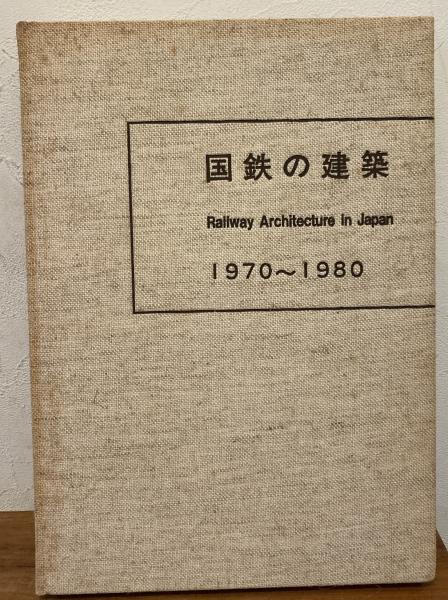 国鉄の建築
Railway Architecture in Japan
1970～1980